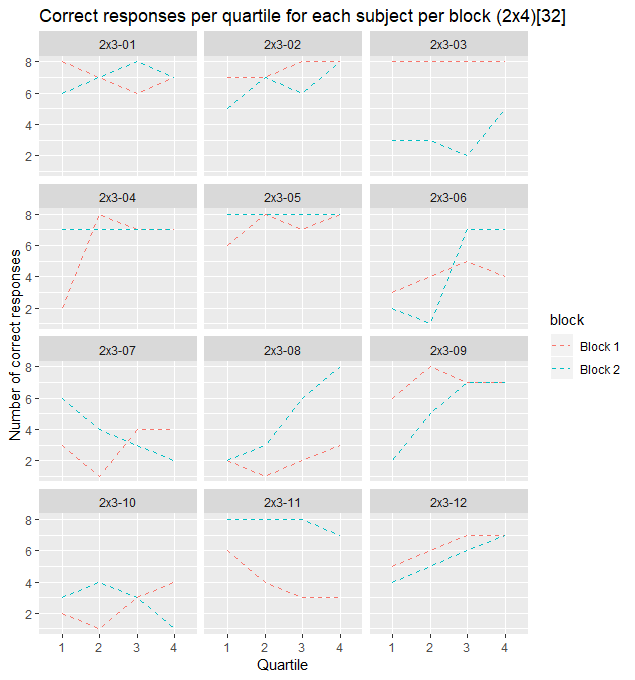 Correct responses per quartile for each subject per block (2x4)[32]
2x3-01 2x3-02 2x3-03
8
6
4
2
2x3-04 2x3-05 2x3-06
8
6
4
2
2x3-07 2x3-08 2x3-09
8
6
4
2
2x3-10 2x3-11 2x3-12
8
6
4
2
1 2 3 4 1 2 3 4 1 2 3 4
Quartile
Number of correct responses
block
Block 1
Block 2